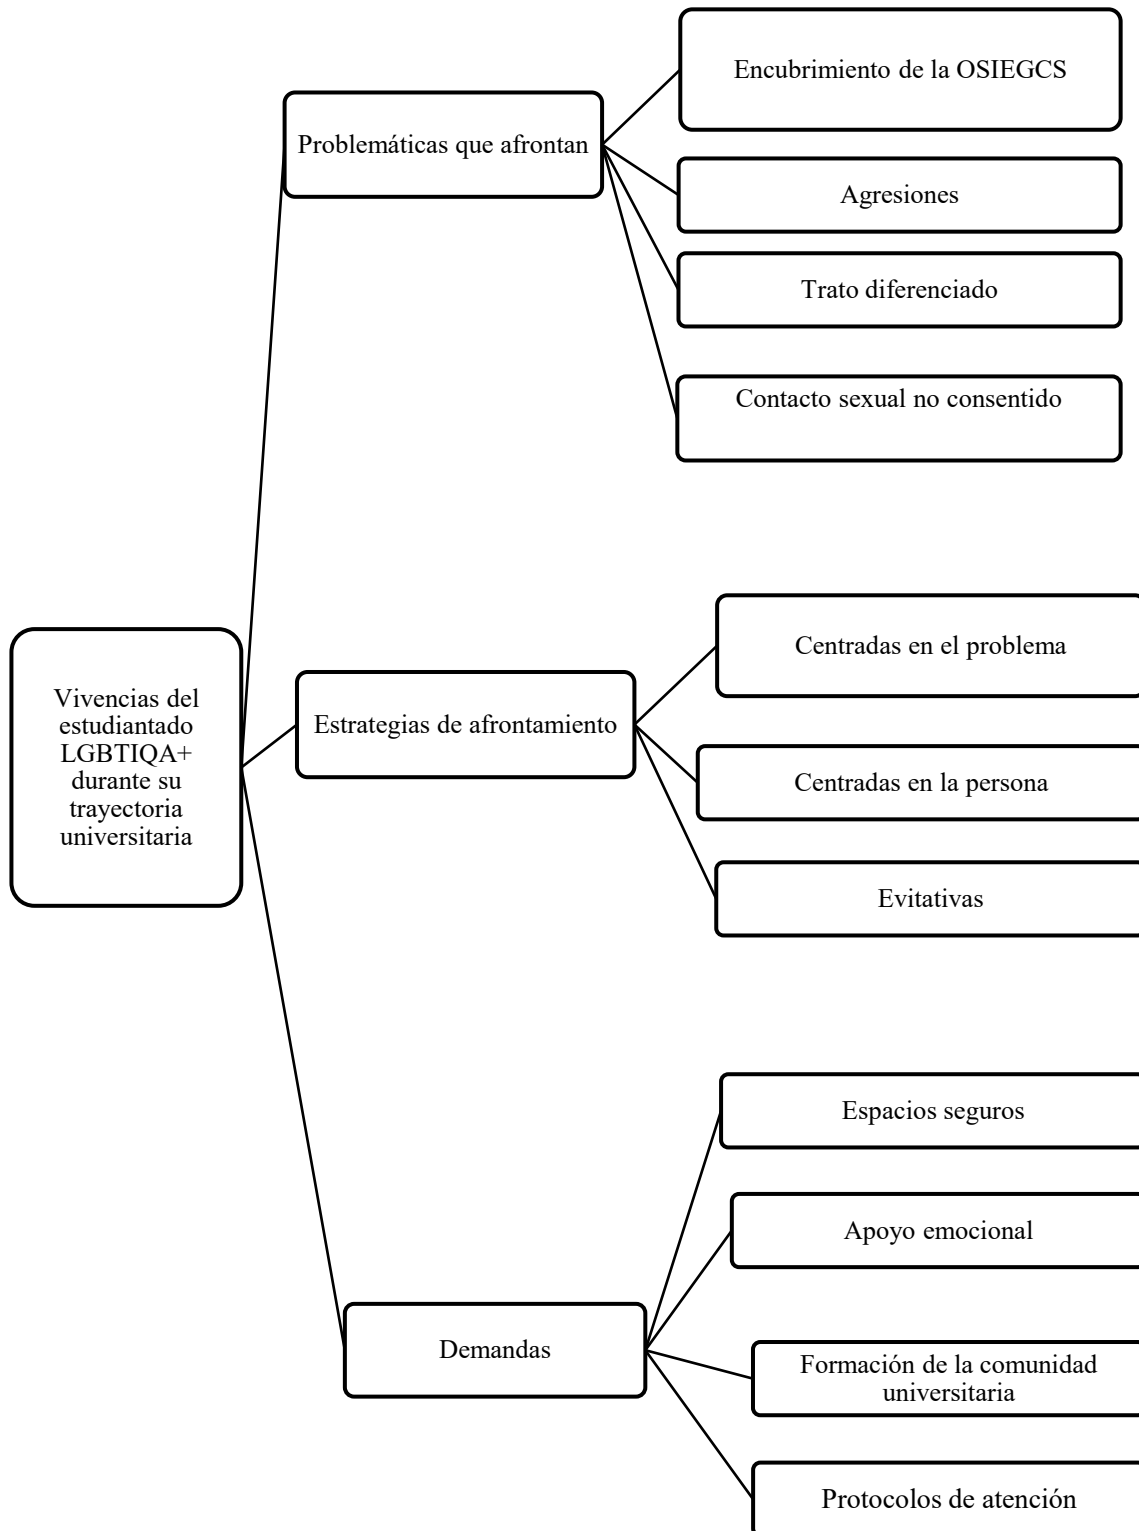 Vivencias del
estudiantado
LGBTIQA+
durante su
trayectoria
universitaria
Problemáticas que afrontan
Encubrimiento de la OSIEGCS
Agresiones
Trato diferenciado
Contacto sexual no consentido
Estrategias de afrontamiento
Centradas en el problema
Centradas en la persona
Evitativas
Demandas
Espacios seguros
Apoyo emocional
Formación de la comunidad
universitaria
Protocolos de atención